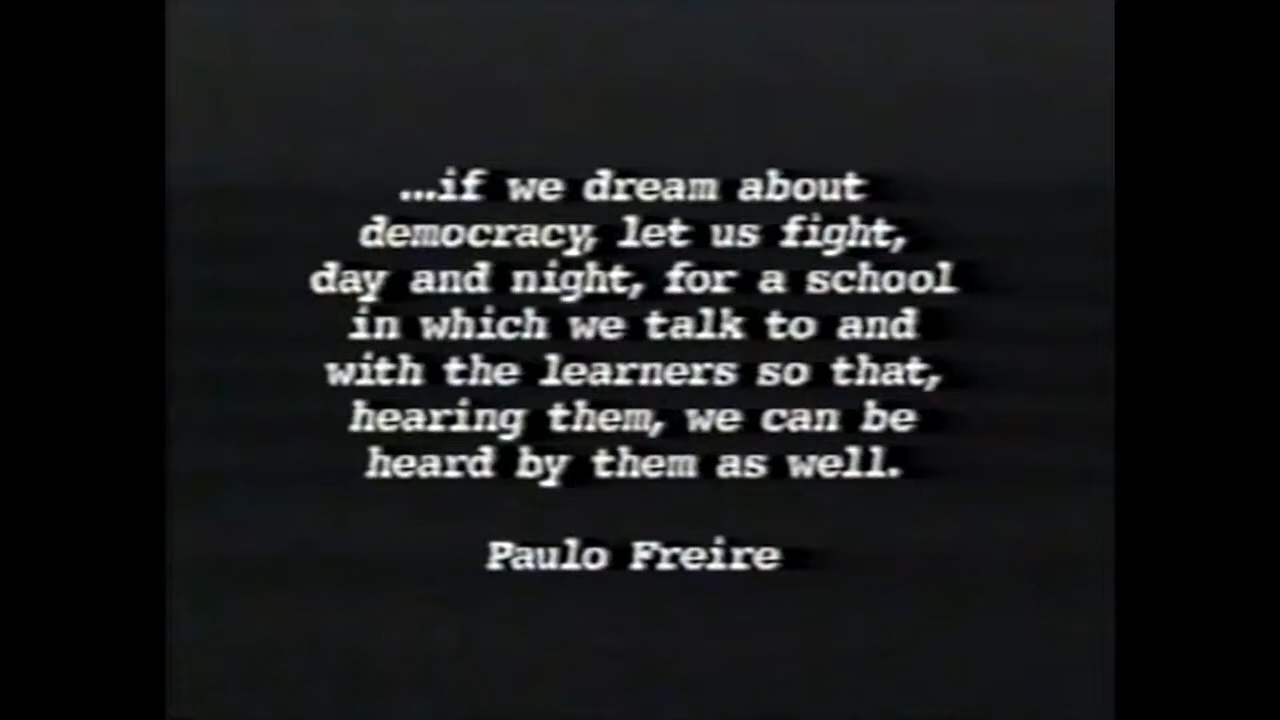 ...if we dream about
democracy, let us fight,
day and night, for a school
in which we talk to and
with the learners so that,
hearing them, we can be
heard by them as well.
Paulo Freire